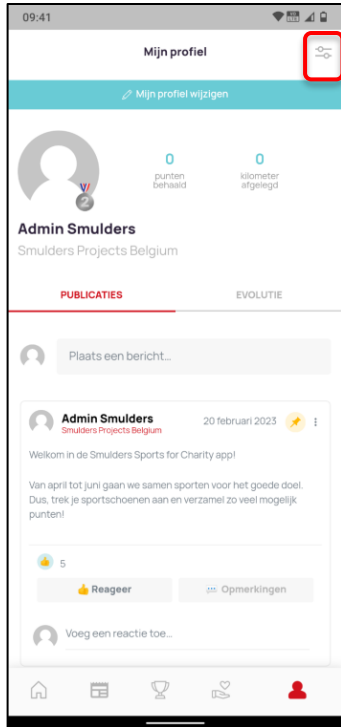 09:41
Mijn profiel
Mijn profiel wijzigen
0
punten
behaald
0
kilometer
afgelegd
2
Admin Smulders
Smulders Projects Belgium
PUBLICATIES
EVOLUTIE
Plaats een bericht...
Admin Smulders
Smulders Projects Belgium
20 februari 2023
Welkom in de Smulders Sports for Charity app!
Van april tot juni gaan we samen sporten voor het goede doel.
Dus, trek je sportschoenen aan en verzamel zo veel mogelijk
punten!
5
Reageer
Opmerkingen
Voeg een reactie toe...